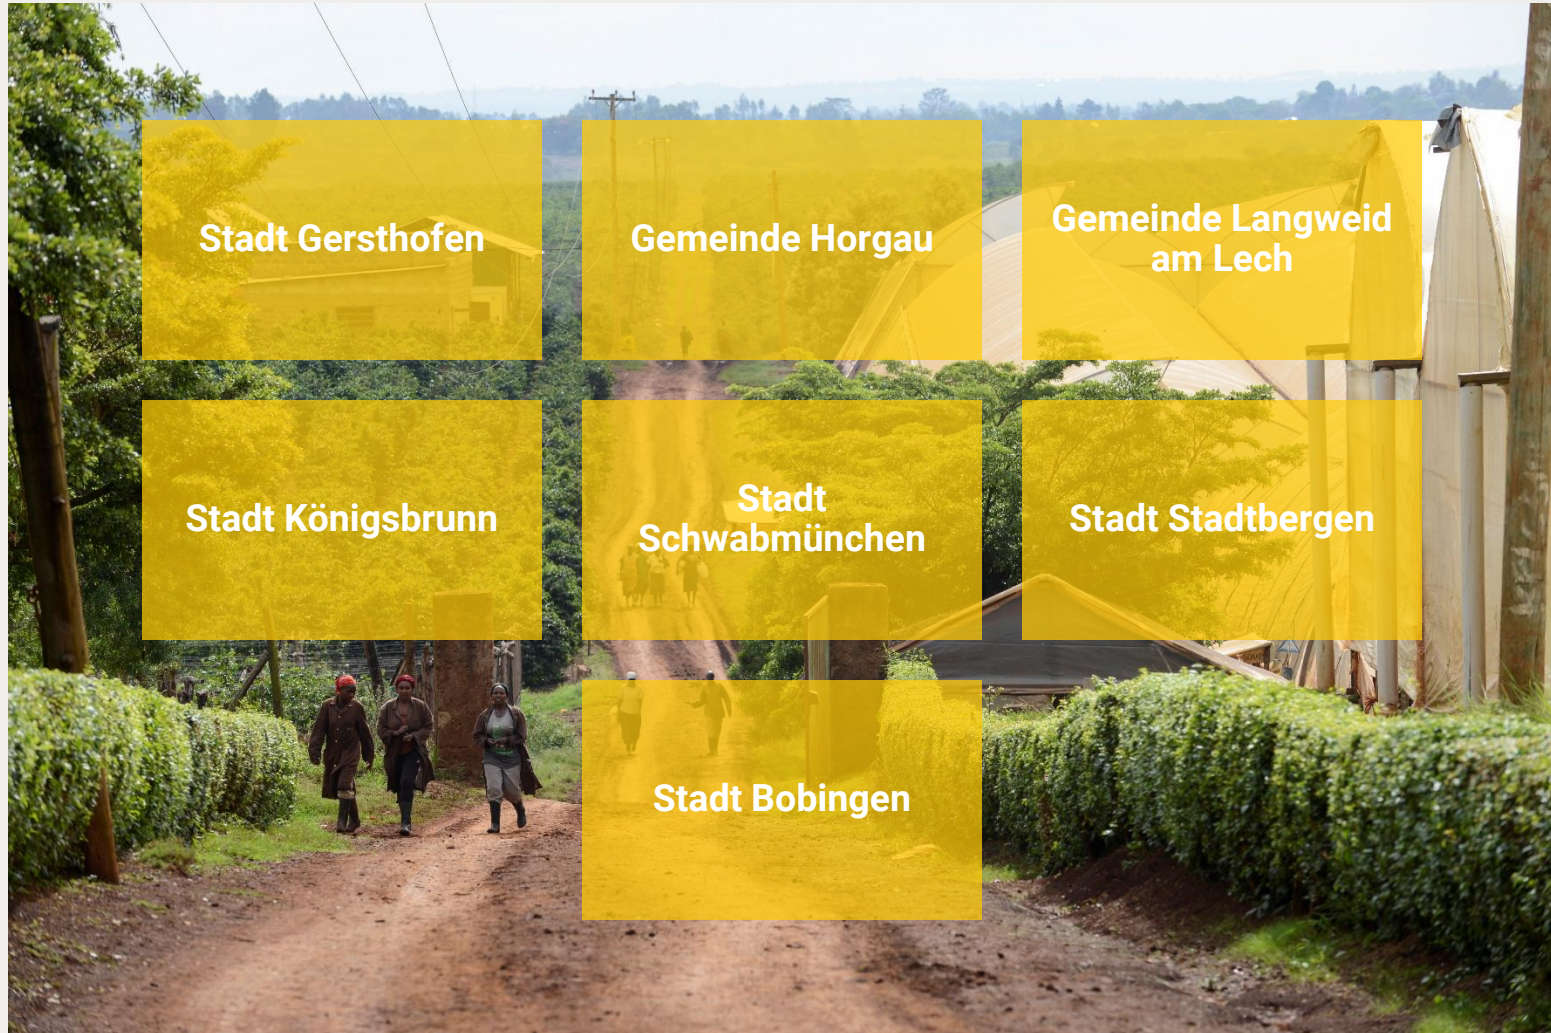 Stadt Gersthofen
Gemeinde Horgau
Gemeinde Langweid
am Lech
Stadt Königsbrunn
Stadt
Schwabmünchen
Stadt Stadtbergen
Stadt Bobingen